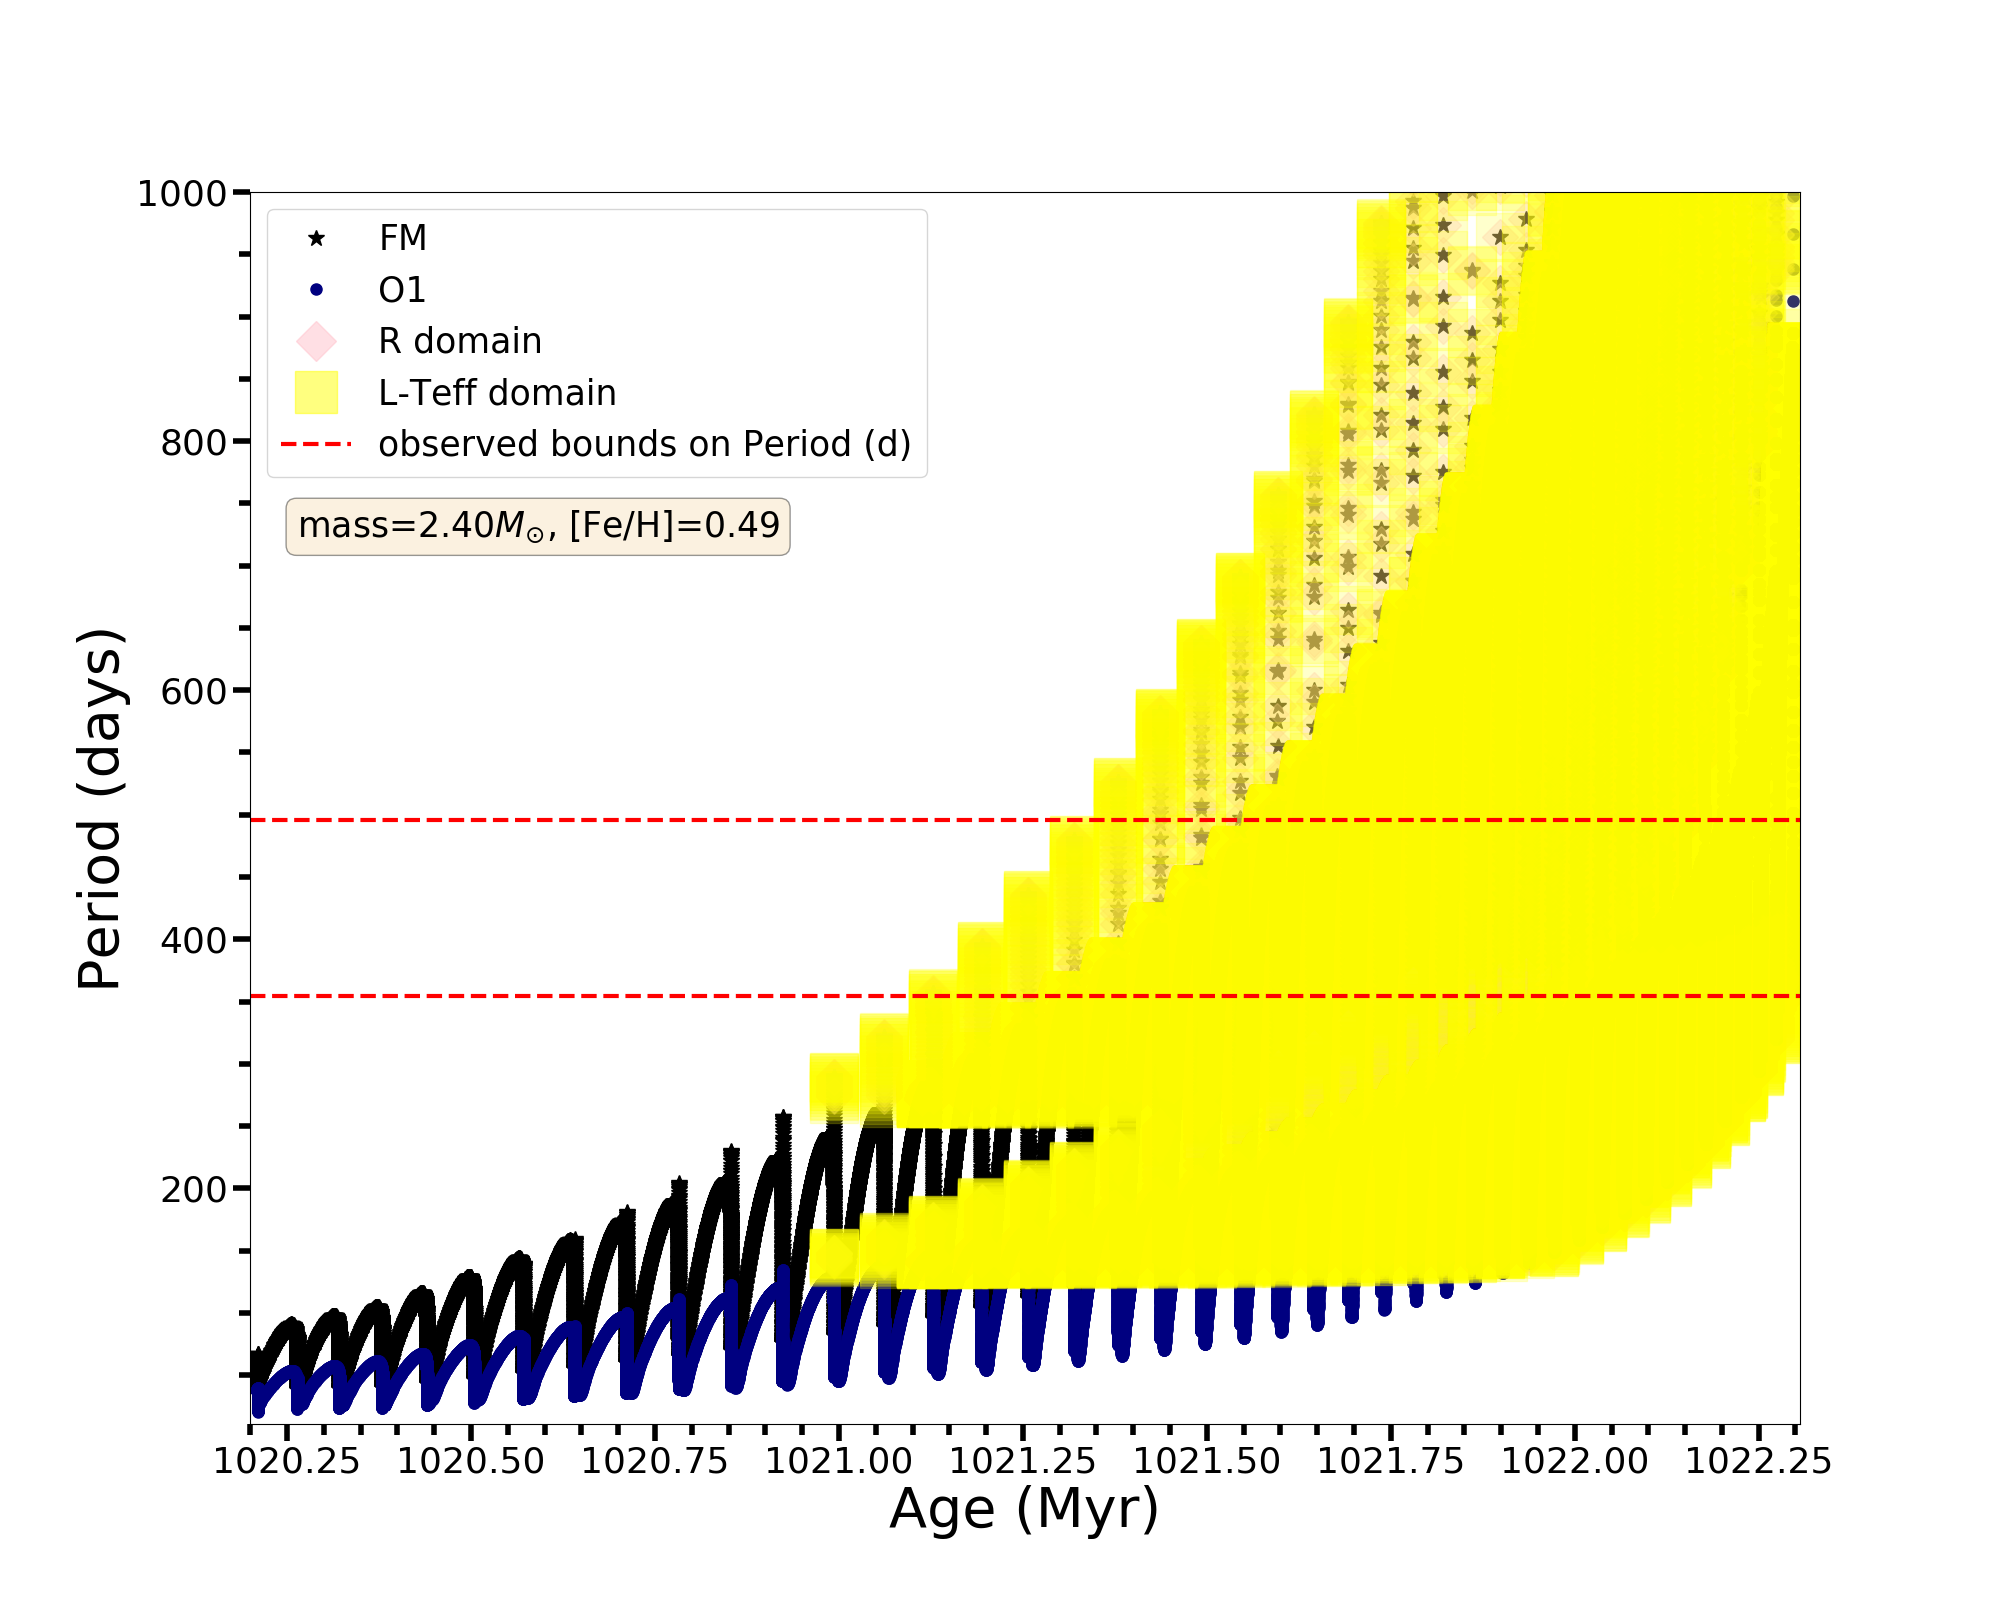 1000
800
600
400
200
Period (days)
FM
O1
R domain
L-Teff domain
observed bounds on Period (d)
mass=2.40M⊙, [Fe/H]=0.49
1020.25 1020.50 1020.75 1021.00 1021.25 1021.50 1021.75 1022.00 1022.25
Age (Myr)